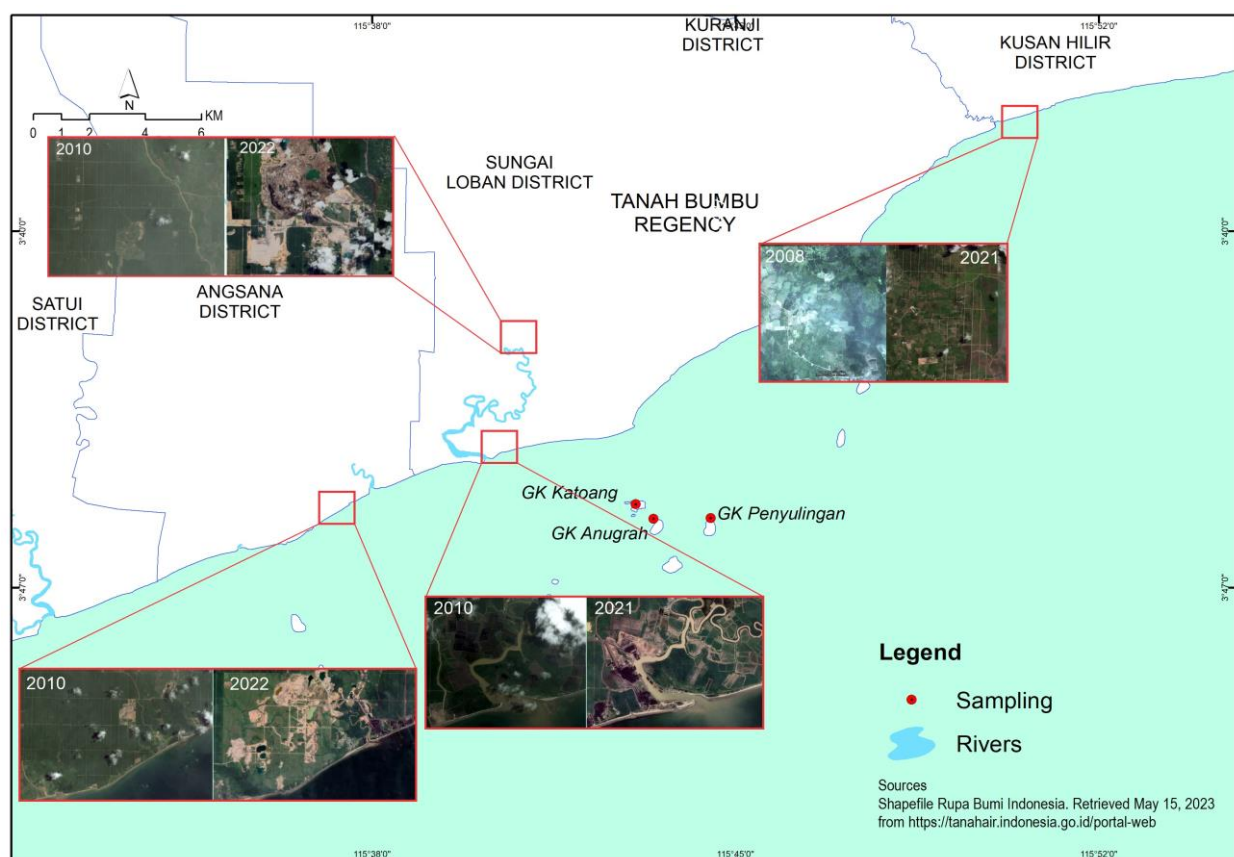 115°38'0"
115°52'0"
KURANJI
DISTRICT
KUSAN HILIR
DISTRICT
N
KM
0 1 2 4 6
2010
2022
SUNGAI
LOBAN DISTRICT
TANAH BUMBU
REGENCY
3°40'0"
3°40'0"
2008
2021
SATUI
DISTRICT
ANGSANA
DISTRICT
GK Katoang
GK Anugrah
GK Penyulingan
3°47'0"
3°47'0"
2010
2021
2010
2022
Legend
Sampling
Rivers
Sources
Shapefile Rupa Bumi Indonesia. Retrieved May 15, 2023
from https://tanahair.indonesia.go.id/portal-web
115°38'0"
115°45'0"
115°52'0"